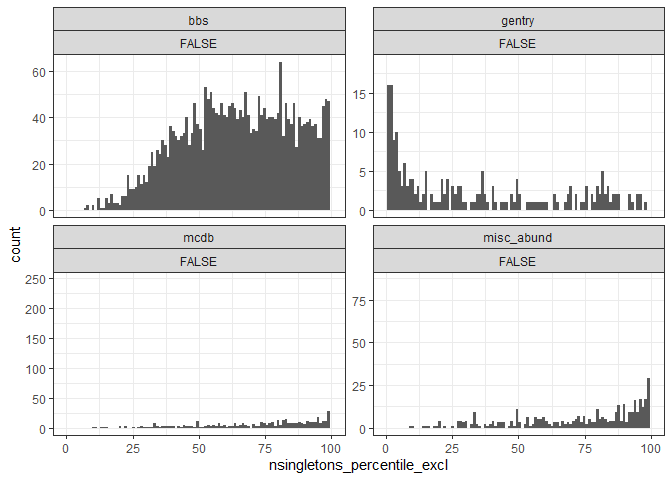 bbs
FALSE
60
40
20
0
gentry
FALSE
15
10
5
0
count
mcdb
FALSE
250
200
150
100
50
0
0 25 50 75 100
misc_abund
FALSE
75
50
25
0
0 25 50 75 100
nsingletons_percentile_excl